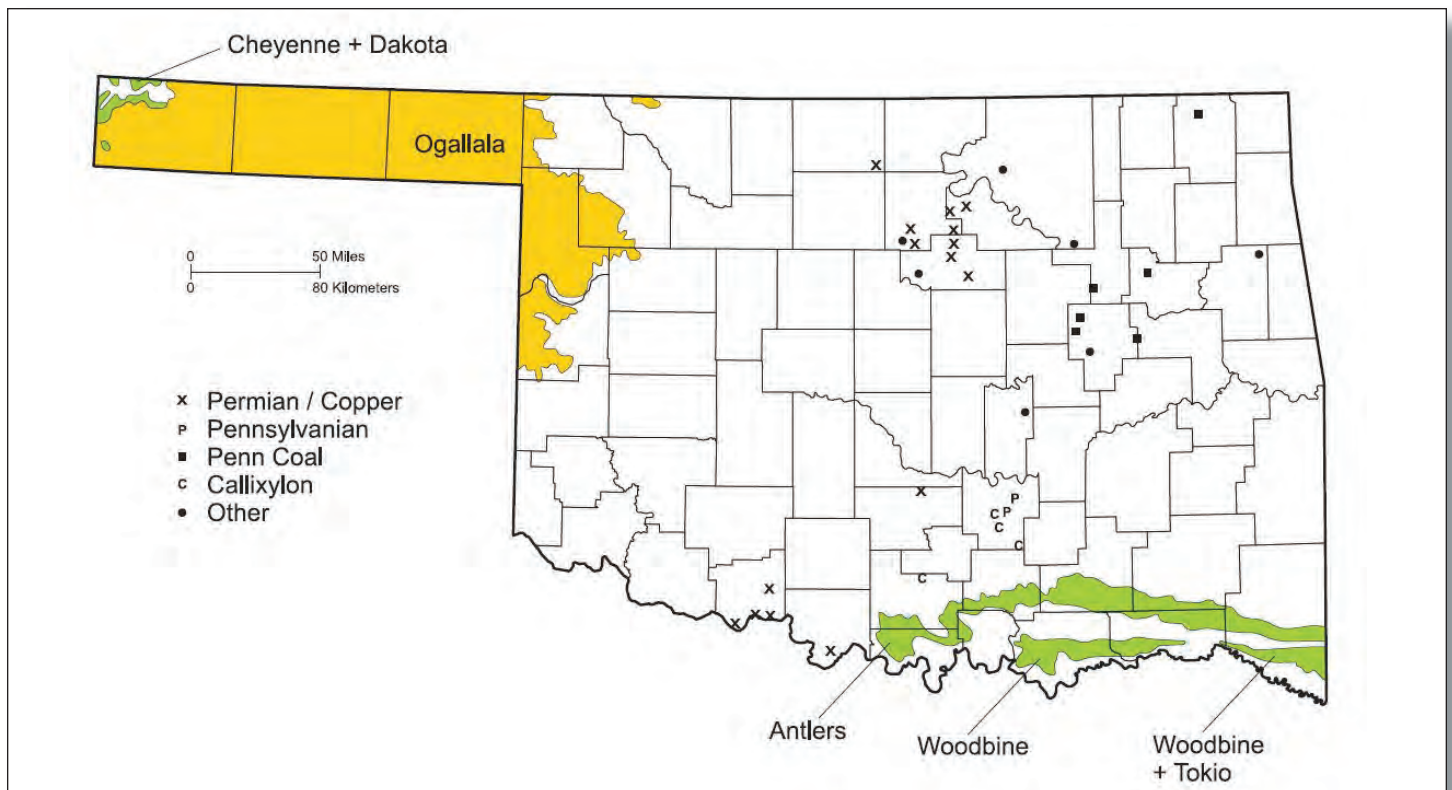 Cheyenne + Dakota
Ogallala
0 50 Miles
0 80 Kilometers
x Permian / Copper
P Pennsylvanian
■ Penn Coal
C Callixylon
● Other
x
x
x
x
x
x
x
x
x
x
x
P
P
C
C
C
C
x
x
x
x
x
Antlers
Woodbine
Woodbine
+ Tokio